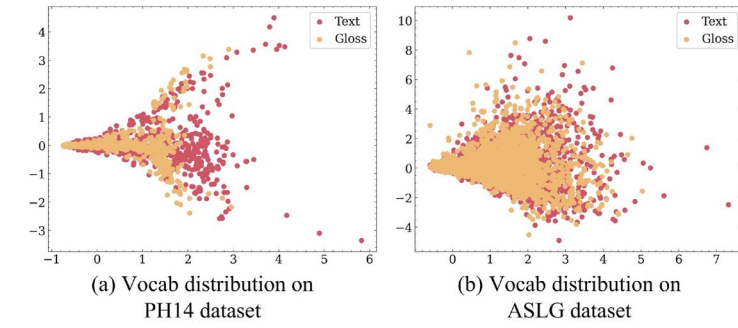 Text
Gloss
4
3
2
1
0
−1
−2
−3
−1 0 1 2 3 4 5 6
(a) Vocab distribution on
PH14 dataset
Text
Gloss
10
8
6
4
2
0
−2
−4
0 1 2 3 4 5 6 7
(b) Vocab distribution on
ASLG dataset